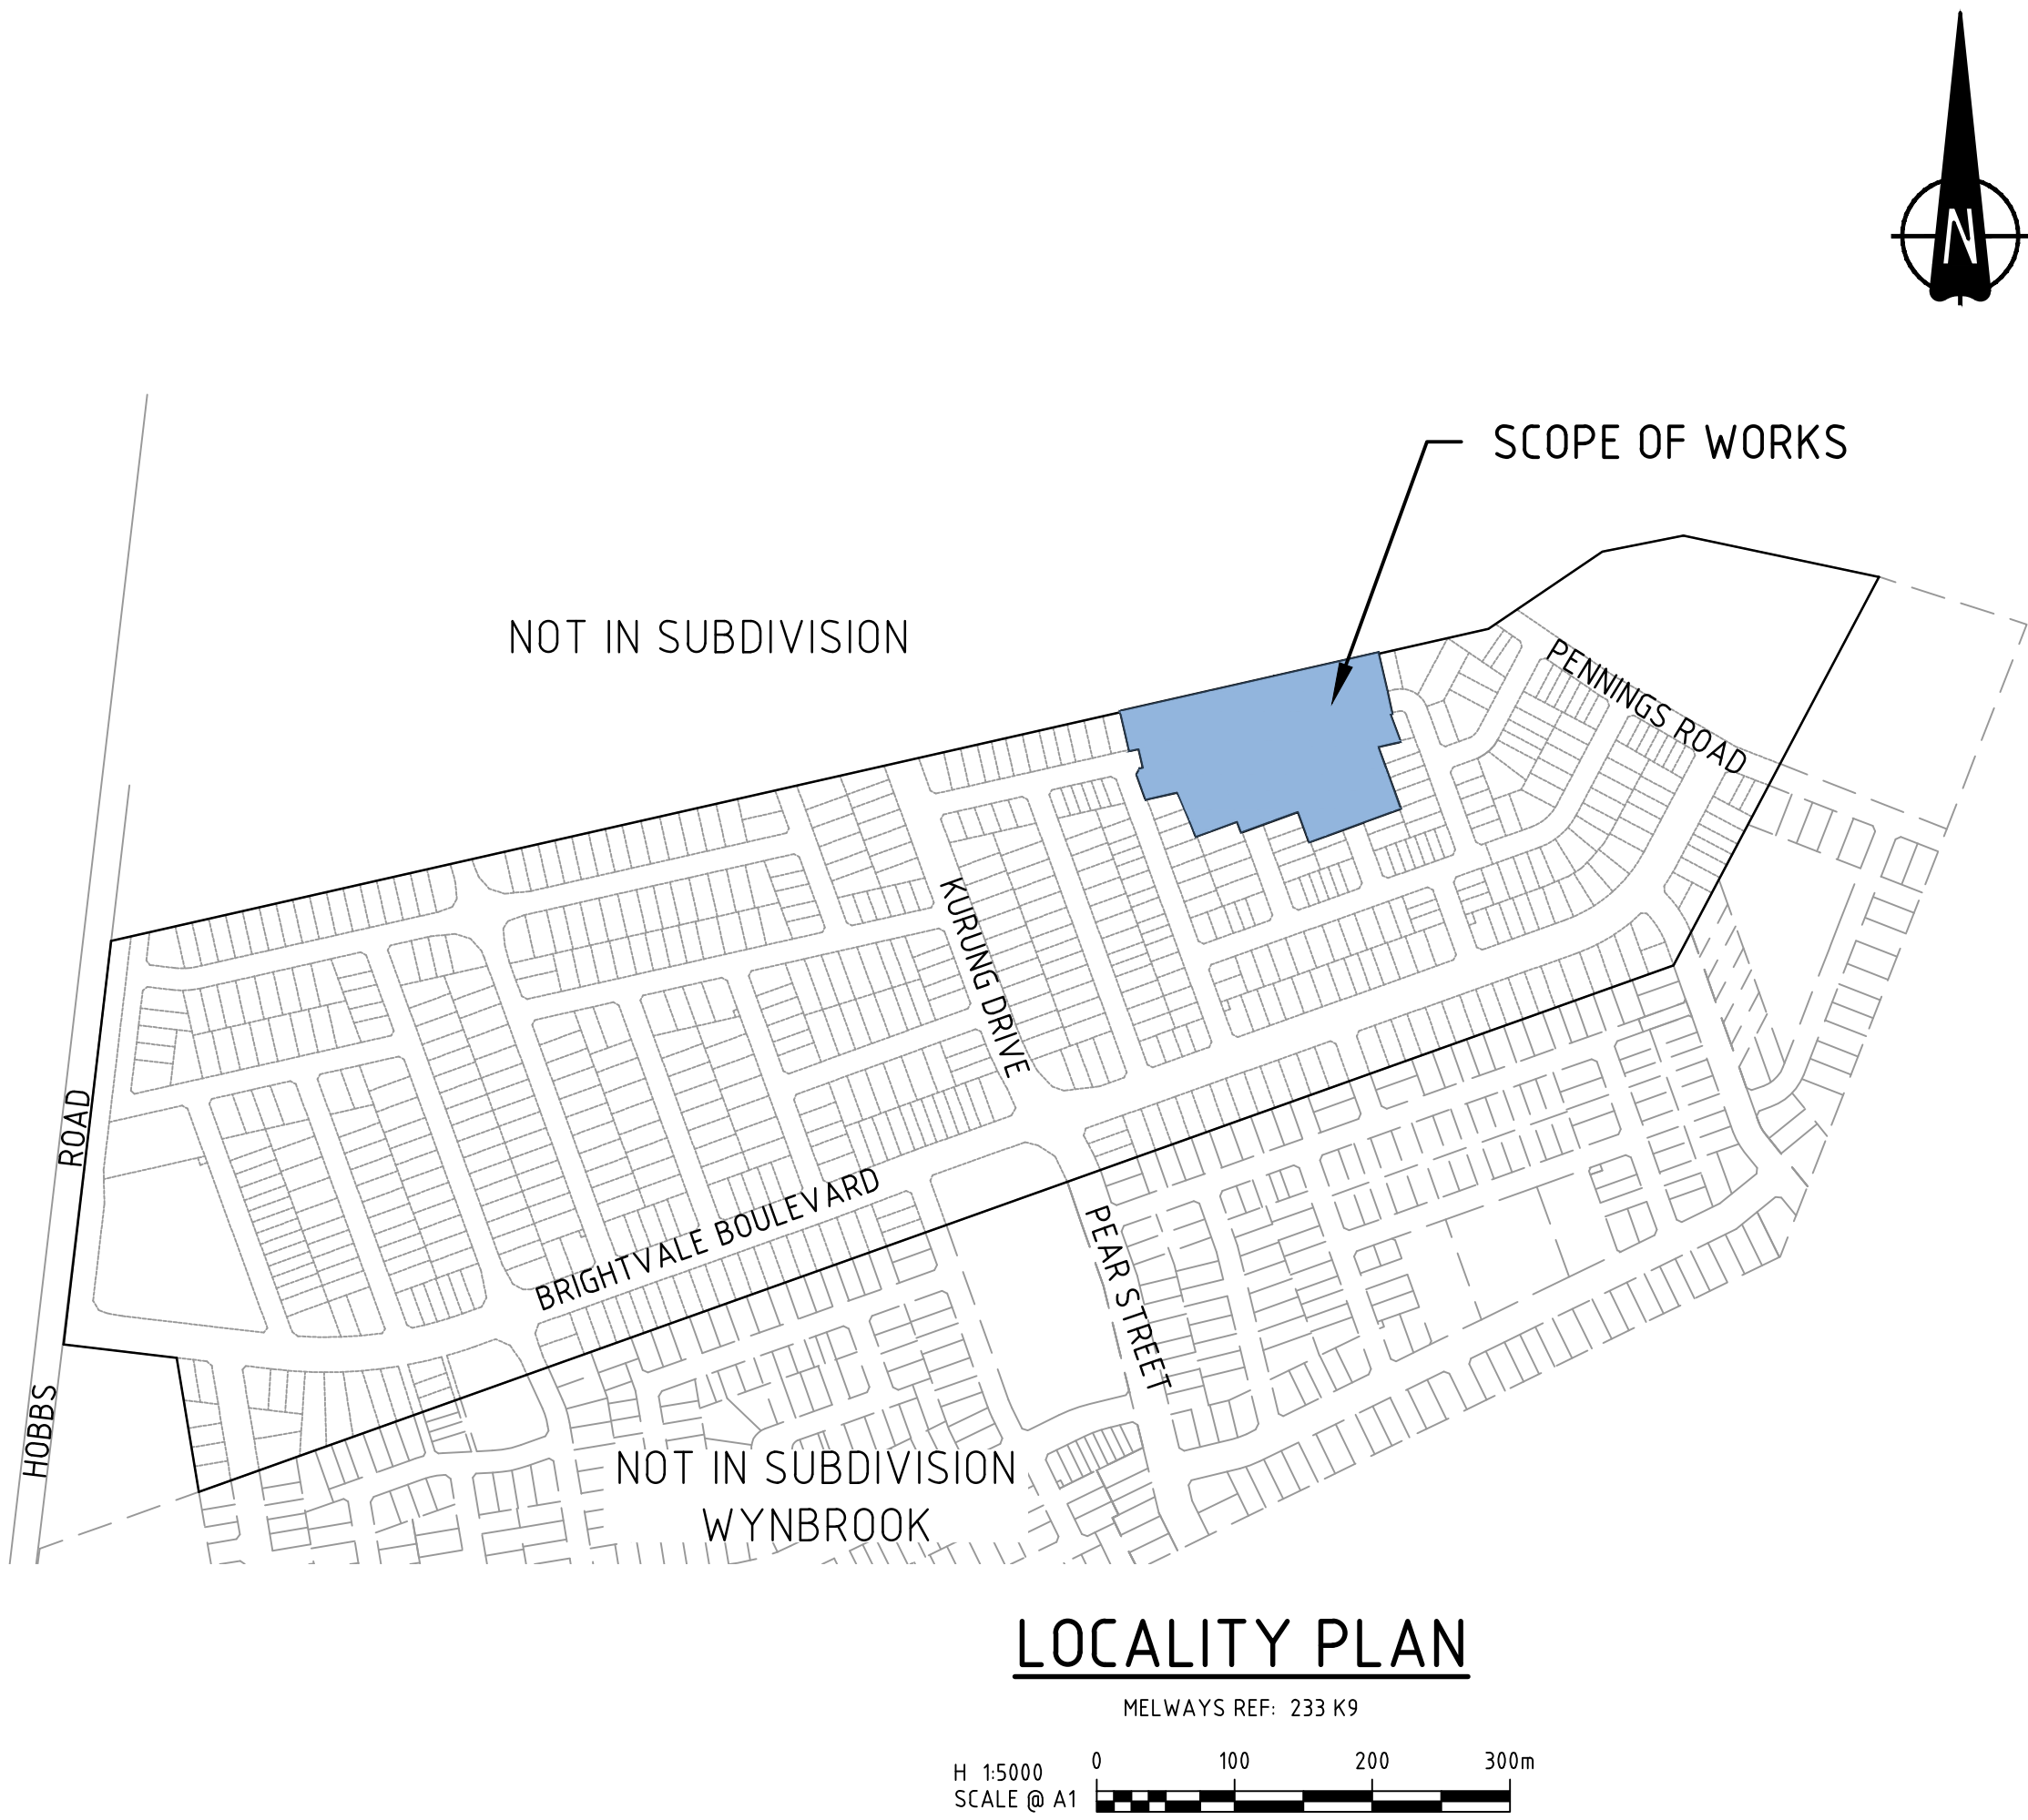 N
SCOPE OF WORKS
NOT IN SUBDIVISION
PENNINGS ROAD
KURUNG DRIVE
HOBBS ROAD
BRIGHTVALE BOULEVARD
PEAR STREET
NOT IN SUBDIVISION
WYNBROOK
LOCALITY PLAN
MELWAYS REF: 233 K9
0 100 200 300m
H 1:5000
SCALE @ A1